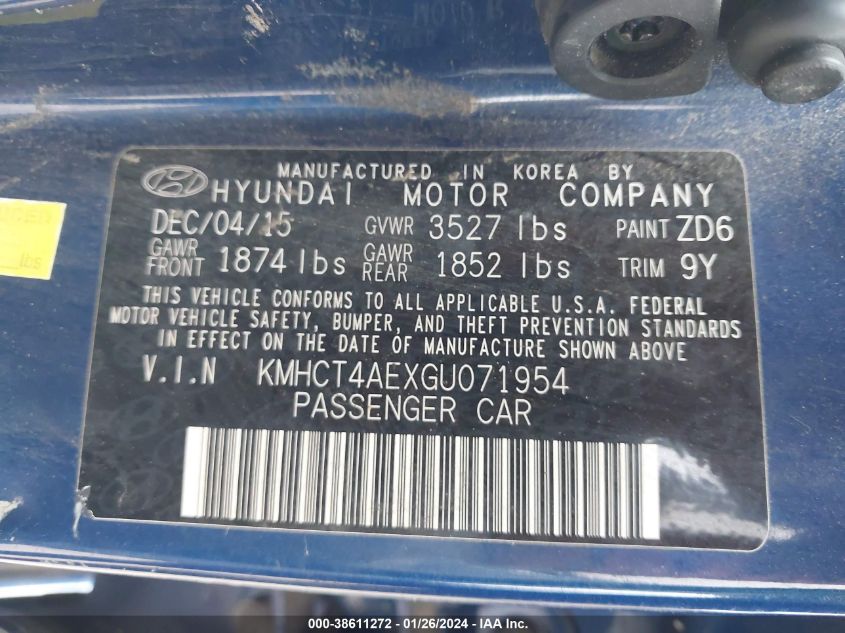 MANUFACTURED IN KOREA BY
HYUNDAI MOTOR COMPANY
DEC/04/15 GVWR 3527 lbs PAINT ZD6
GAWR FRONT 1874 lbs GAWR REAR 1852 lbs TRIM 9Y
THIS VEHICLE CONFORMS TO ALL APPLICABLE U.S.A. FEDERAL
MOTOR VEHICLE SAFETY, BUMPER, AND THEFT PREVENTION STANDARDS
IN EFFECT ON THE DATE OF MANUFACTURE SHOWN ABOVE
V.I.N KMHCT4AEXGU071954
PASSENGER CAR
lbs
000-38611272 - 01/26/2024 - IAA Inc.